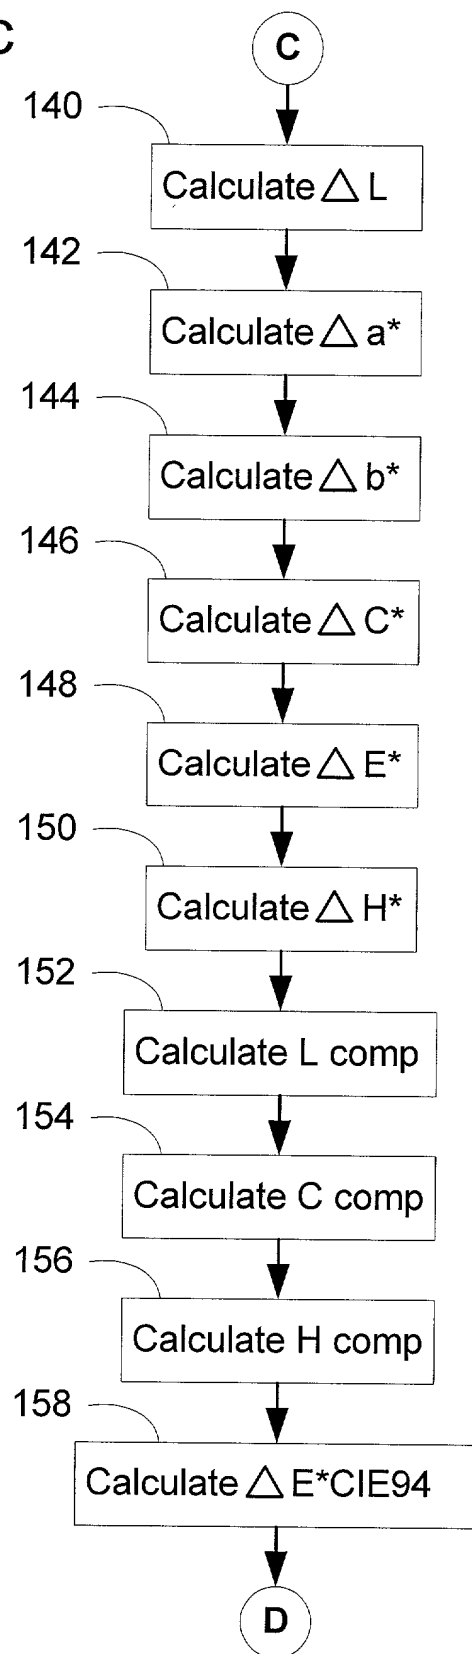 C
C
140
Calculate △ L
142
Calculate △ a*
144
Calculate △ b*
146
Calculate △ C*
148
Calculate △ E*
150
Calculate △ H*
152
Calculate L comp
154
Calculate C comp
156
Calculate H comp
158
Calculate △ E*CIE94
D